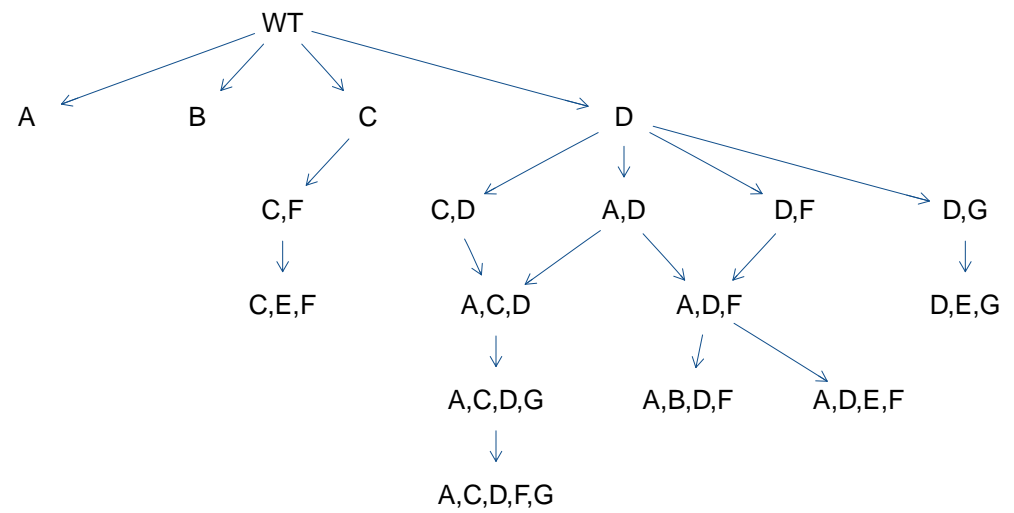 WT
A B C D
C,F C,D A,D D,F D,G
C,E,F A,C,D A,D,F D,E,G
A,C,D,G A,B,D,F A,D,E,F
A,C,D,F,G